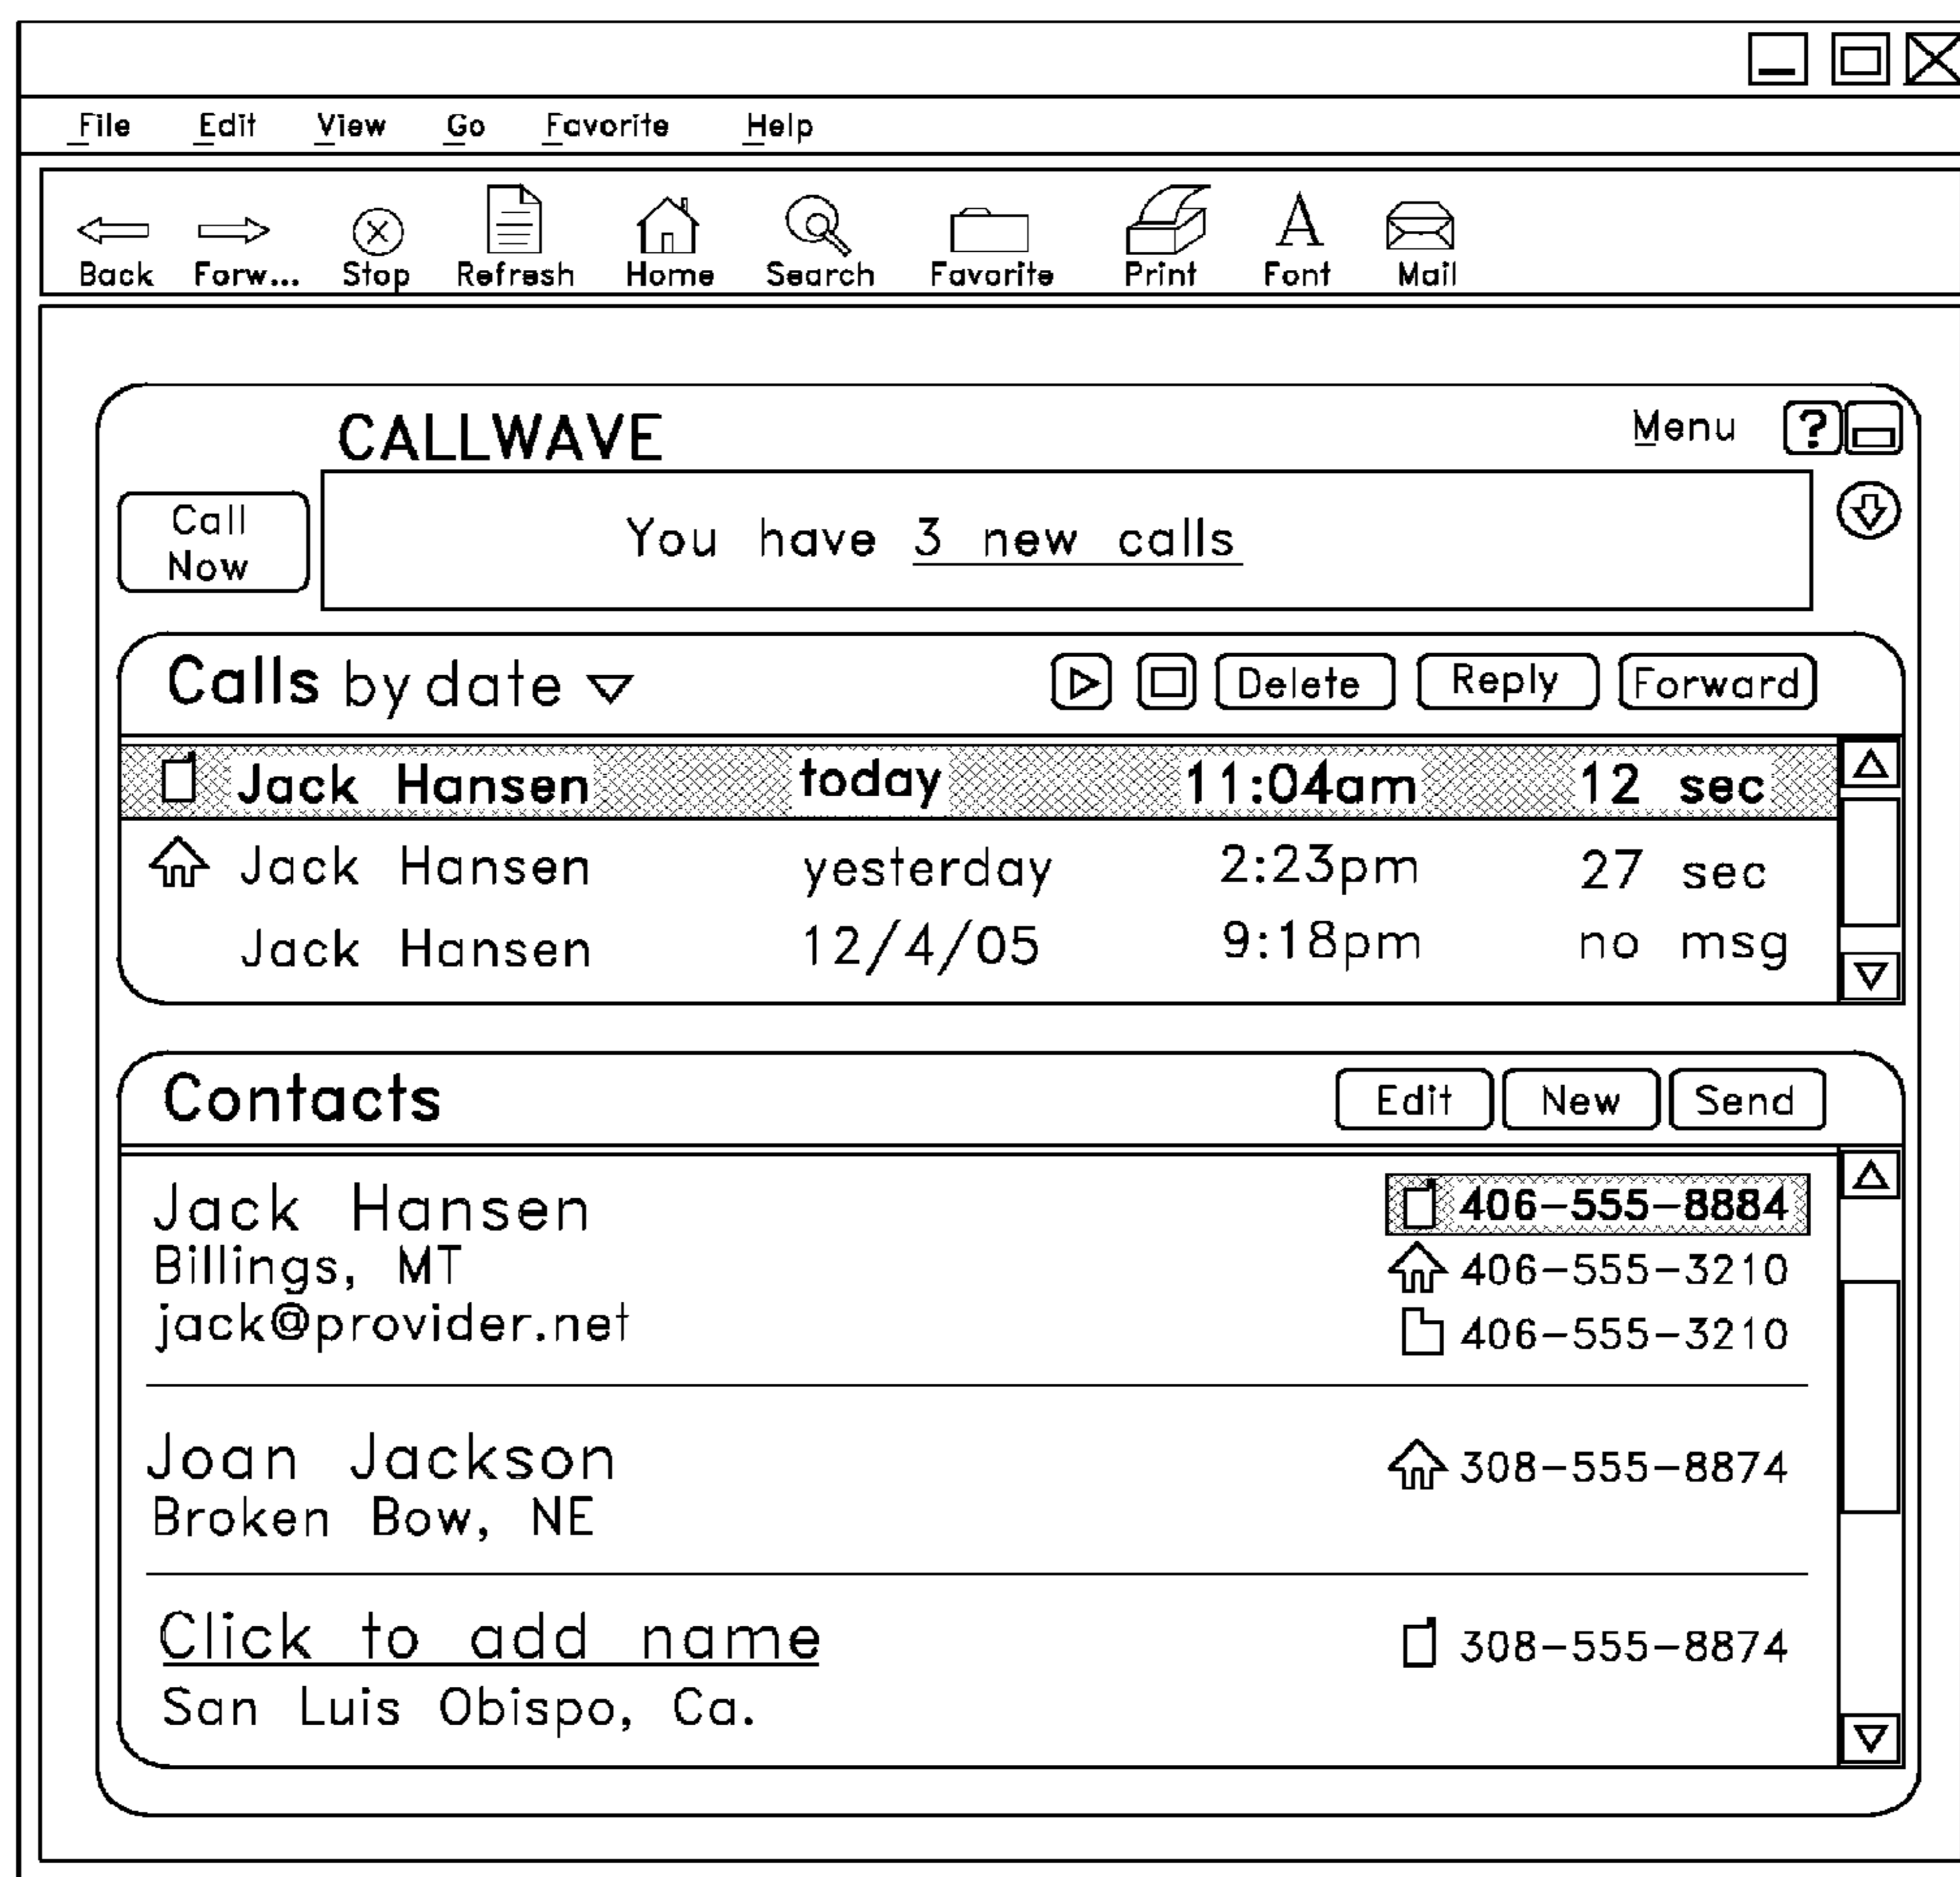 File Edit View Go Favorite Help
Back Forw... Stop Refresh Home Search Favorite Print Font Mail
CALLWAVE Menu ?
Call
Now
You have 3 new calls
Calls by date Delete Reply Forward
Jack Hansen today 11:04am 12 sec
Jack Hansen yesterday 2:23pm 27 sec
Jack Hansen 12/4/05 9:18pm no msg
Contacts Edit New Send
Jack Hansen 406-555-8884
Billings, MT 406-555-3210
jack@provider.net 406-555-3210
Joan Jackson 308-555-8874
Broken Bow, NE
Click to add name 308-555-8874
San Luis Obispo, Ca.